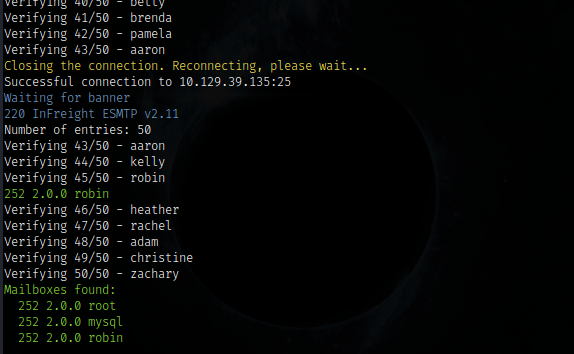 Verifying 40/50 - betty
Verifying 41/50 - brenda
Verifying 42/50 - pamela
Verifying 43/50 - aaron
Closing the connection. Reconnecting, please wait...
Successful connection to 10.129.39.135:25
Waiting for banner
220 InFreight ESMTP v2.11
Number of entries: 50
Verifying 43/50 - aaron
Verifying 44/50 - kelly
Verifying 45/50 - robin
252 2.0.0 robin
Verifying 46/50 - heather
Verifying 47/50 - rachel
Verifying 48/50 - adam
Verifying 49/50 - christine
Verifying 50/50 - zachary
Mailboxes found:
252 2.0.0 root
252 2.0.0 mysql
252 2.0.0 robin